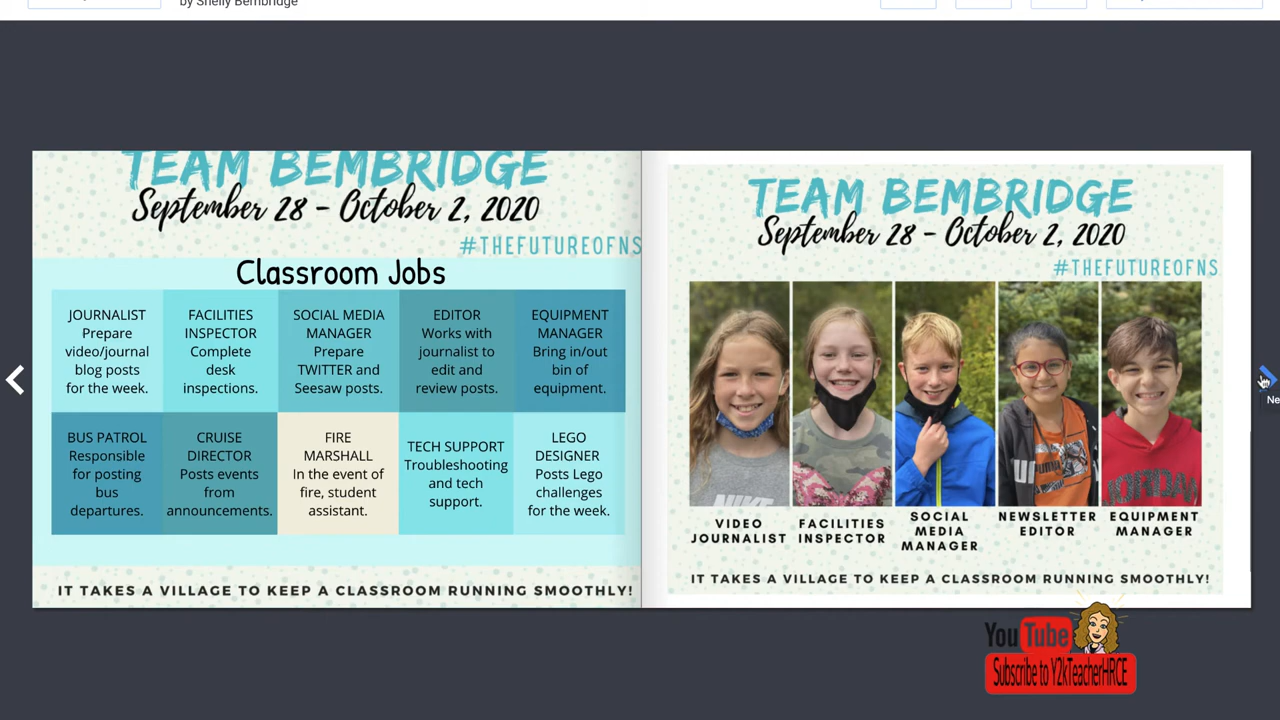 by Shelly Bembridge
TEAM BEMBRIDGE
September 28 - October 2, 2020
#THEFUTUREOFNS
Classroom Jobs
JOURNALIST
Prepare
video/journal
blog posts
for the week.
FACILITIES
INSPECTOR
Complete
desk
inspections.
SOCIAL MEDIA
MANAGER
Prepare
TWITTER and
Seesaw posts.
EDITOR
Works with
journalist to
edit and
review posts.
EQUIPMENT
MANAGER
Bring in/out
bin of
equipment.
BUS PATROL
Responsible
for posting
bus
departures.
CRUISE
DIRECTOR
Posts events
from
announcements.
FIRE
MARSHALL
In the event of
fire, student
assistant.
TECH SUPPORT
Troubleshooting
and tech
support.
LEGO
DESIGNER
Posts Lego
challenges
for the week.
IT TAKES A VILLAGE TO KEEP A CLASSROOM RUNNING SMOOTHLY!
TEAM BEMBRIDGE
September 28 - October 2, 2020
#THEFUTUREOFNS
NIKE
PUMA
JORDAN
VIDEO
JOURNALIST
FACILITIES
INSPECTOR
SOCIAL
MEDIA
MANAGER
NEWSLETTER
EDITOR
EQUIPMENT
MANAGER
IT TAKES A VILLAGE TO KEEP A CLASSROOM RUNNING SMOOTHLY!
Ne
YouTube
Subscribe to Y2kTeacherHRCE